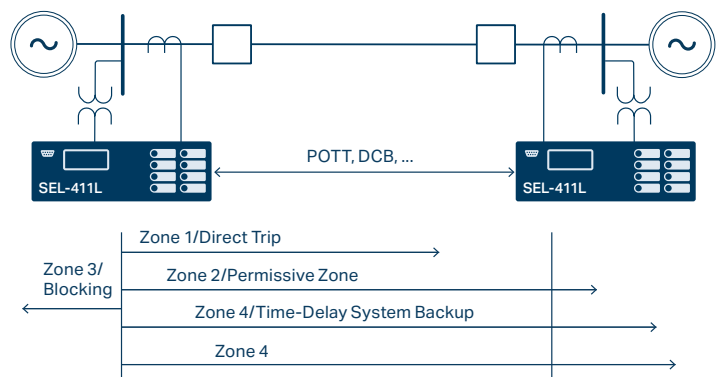 POTT, DCB, ...
SEL-411L
SEL-411L
Zone 1/Direct Trip
Zone 3/
Blocking
Zone 2/Permissive Zone
Zone 4/Time-Delay System Backup
Zone 4